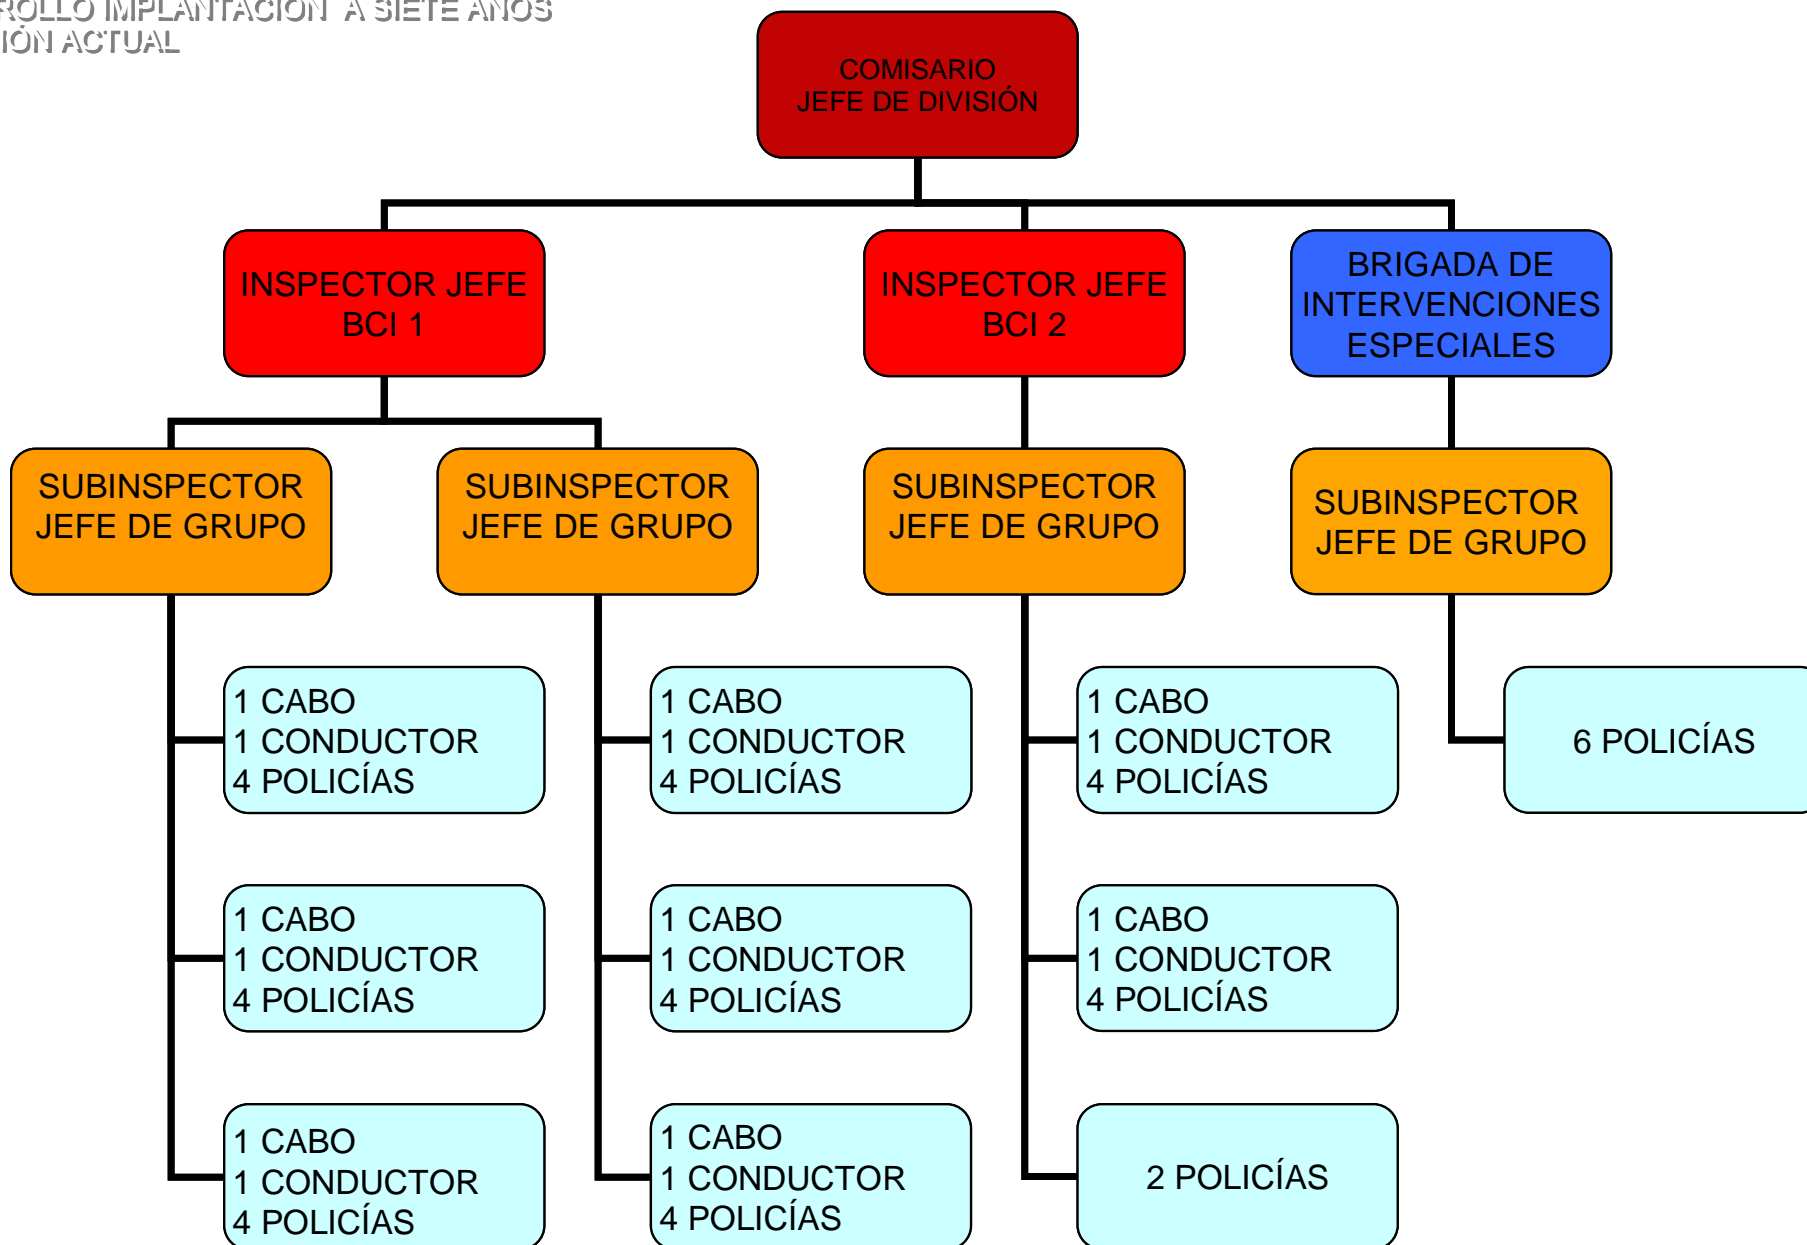 IMPLANTACIÓN A SIETE AÑOS
ACTUAL
COMISARIO
JEFE DE DIVISIÓN
INSPECTOR JEFE
BCI 1
INSPECTOR JEFE
BCI 2
BRIGADA DE
INTERVENCIONES
ESPECIALES
SUBINSPECTOR
JEFE DE GRUPO
SUBINSPECTOR
JEFE DE GRUPO
SUBINSPECTOR
JEFE DE GRUPO
SUBINSPECTOR
JEFE DE GRUPO
1 CABO
1 CONDUCTOR
4 POLICÍAS
1 CABO
1 CONDUCTOR
4 POLICÍAS
1 CABO
1 CONDUCTOR
4 POLICÍAS
6 POLICÍAS
1 CABO
1 CONDUCTOR
4 POLICÍAS
1 CABO
1 CONDUCTOR
4 POLICÍAS
1 CABO
1 CONDUCTOR
4 POLICÍAS
1 CABO
1 CONDUCTOR
4 POLICÍAS
1 CABO
1 CONDUCTOR
4 POLICÍAS
2 POLICÍAS